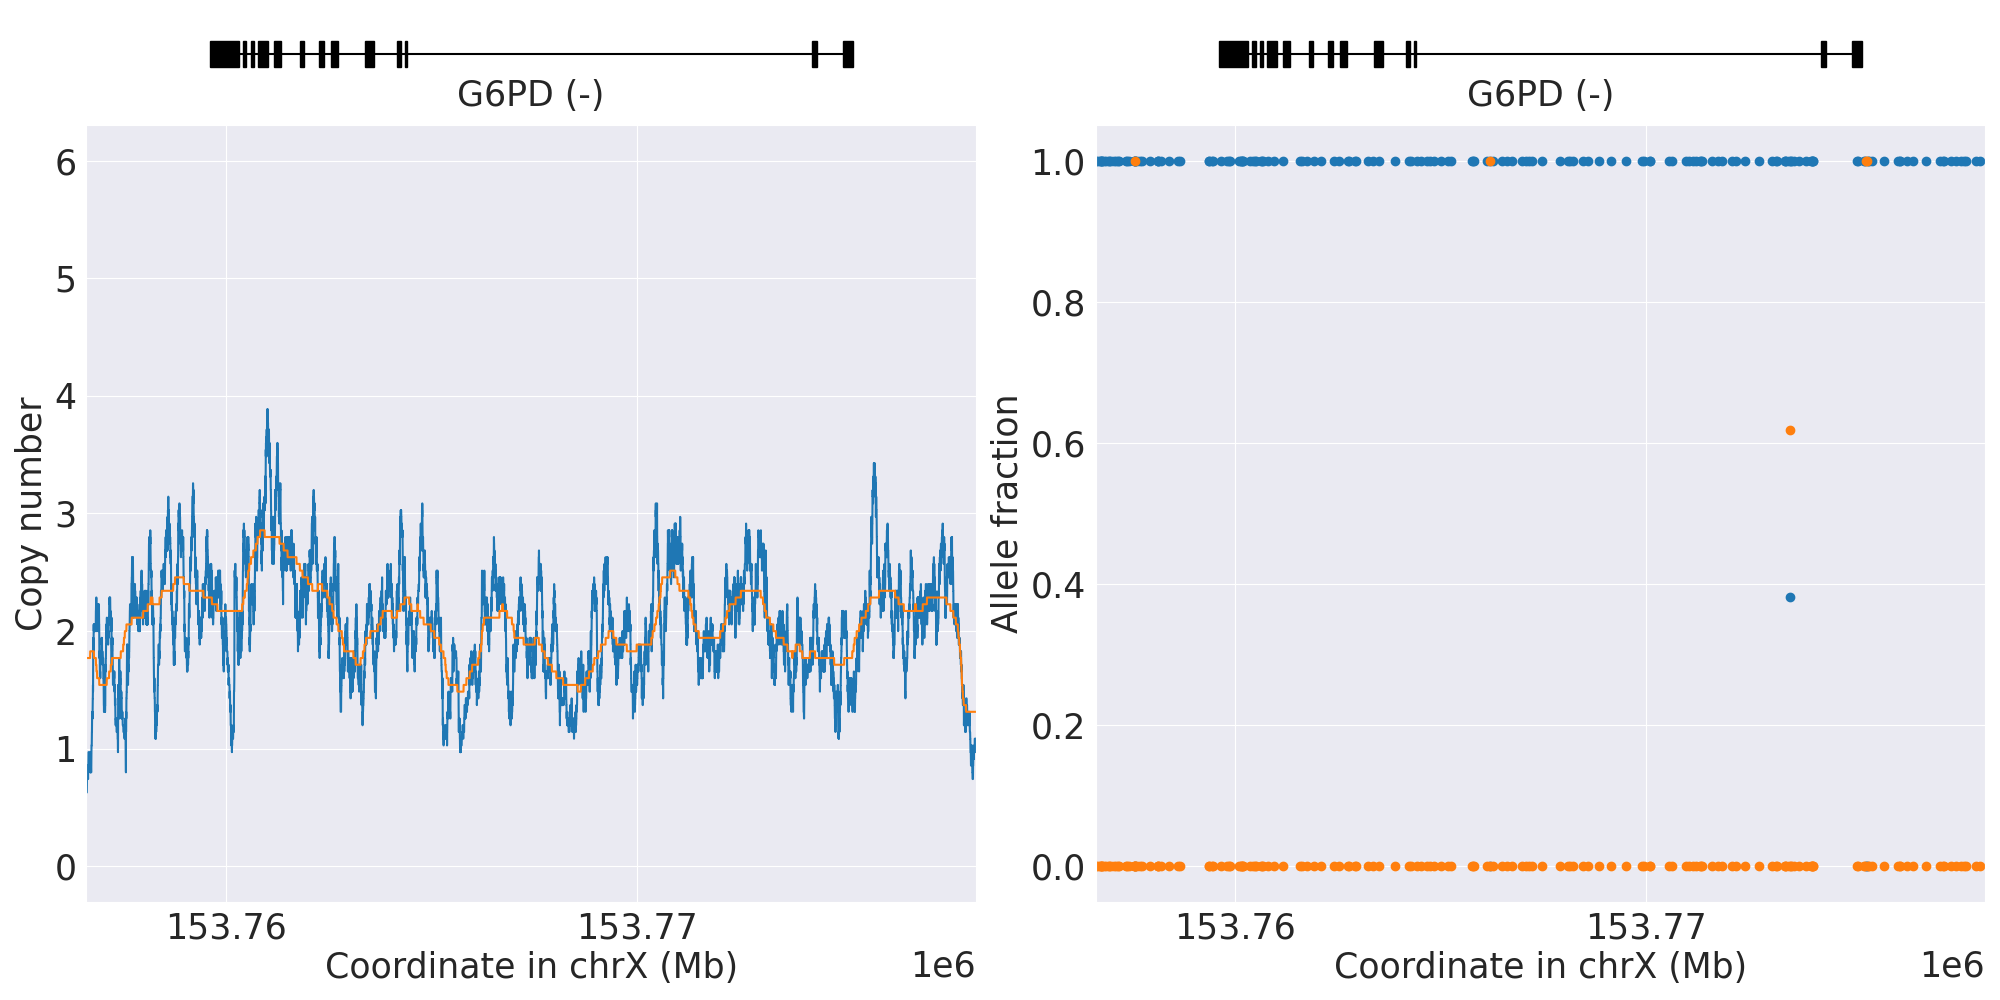 G6PD (-)
G6PD (-)
Copy number
6
5
4
3
2
1
0
153.76
153.77
Coordinate in chrX (Mb)
1e6
Allele fraction
1.0
0.8
0.6
0.4
0.2
0.0
153.76
153.77
Coordinate in chrX (Mb)
1e6